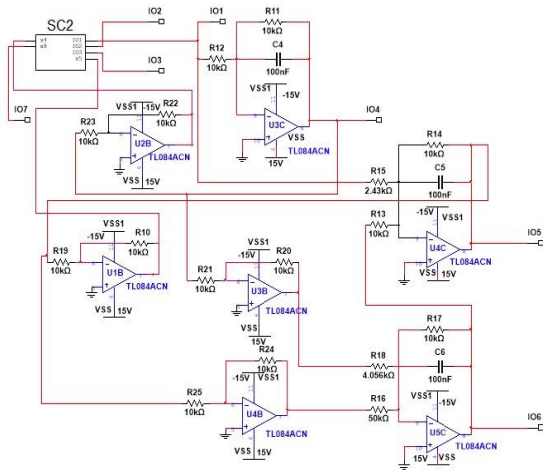 IO2
IO1
SC2
x4
x8
IO1
IO2
IO3
x5
IO3
IO7
R11
10kΩ
R12
10kΩ
C4
100nF
VSS1
-15V
U3C
VSS
15V
TL084ACN
IO4
VSS1
-15V
R22
10kΩ
R23
10kΩ
U2B
TL084ACN
VSS
15V
R14
10kΩ
R15
2.43kΩ
C5
100nF
R13
10kΩ
-15V
VSS1
U4C
IO5
TL084ACN
VSS
15V
VSS1
-15V
R10
10kΩ
R19
10kΩ
U1B
TL084ACN
VSS
15V
VSS1
-15V
R20
10kΩ
R21
10kΩ
U3B
TL084ACN
VSS
15V
R17
10kΩ
R18
4.056kΩ
C6
100nF
R16
50kΩ
VSS1
-15V
U5C
IO6
15V
VSS
TL084ACN
R24
10kΩ
-15V
VSS1
R25
10kΩ
U4B
TL084ACN
VSS
15V